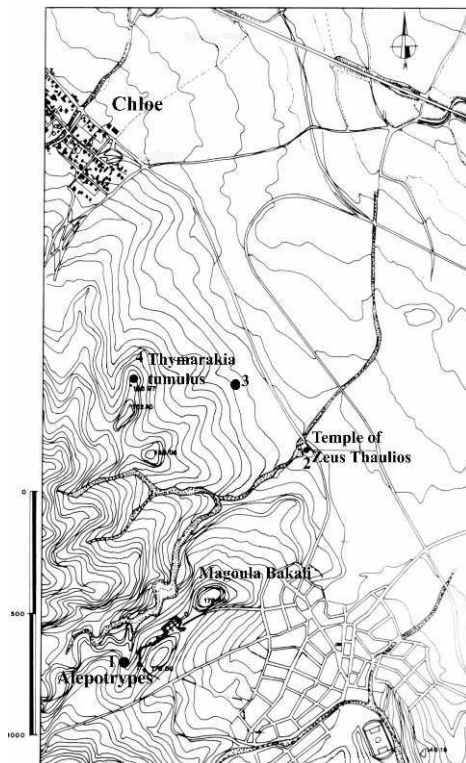 Chloe
4 Thymarakia
tumulus
3
Temple of
Zeus Thaulios
2
0
Magoula Bakali
500
1
Alepotrypes
1000